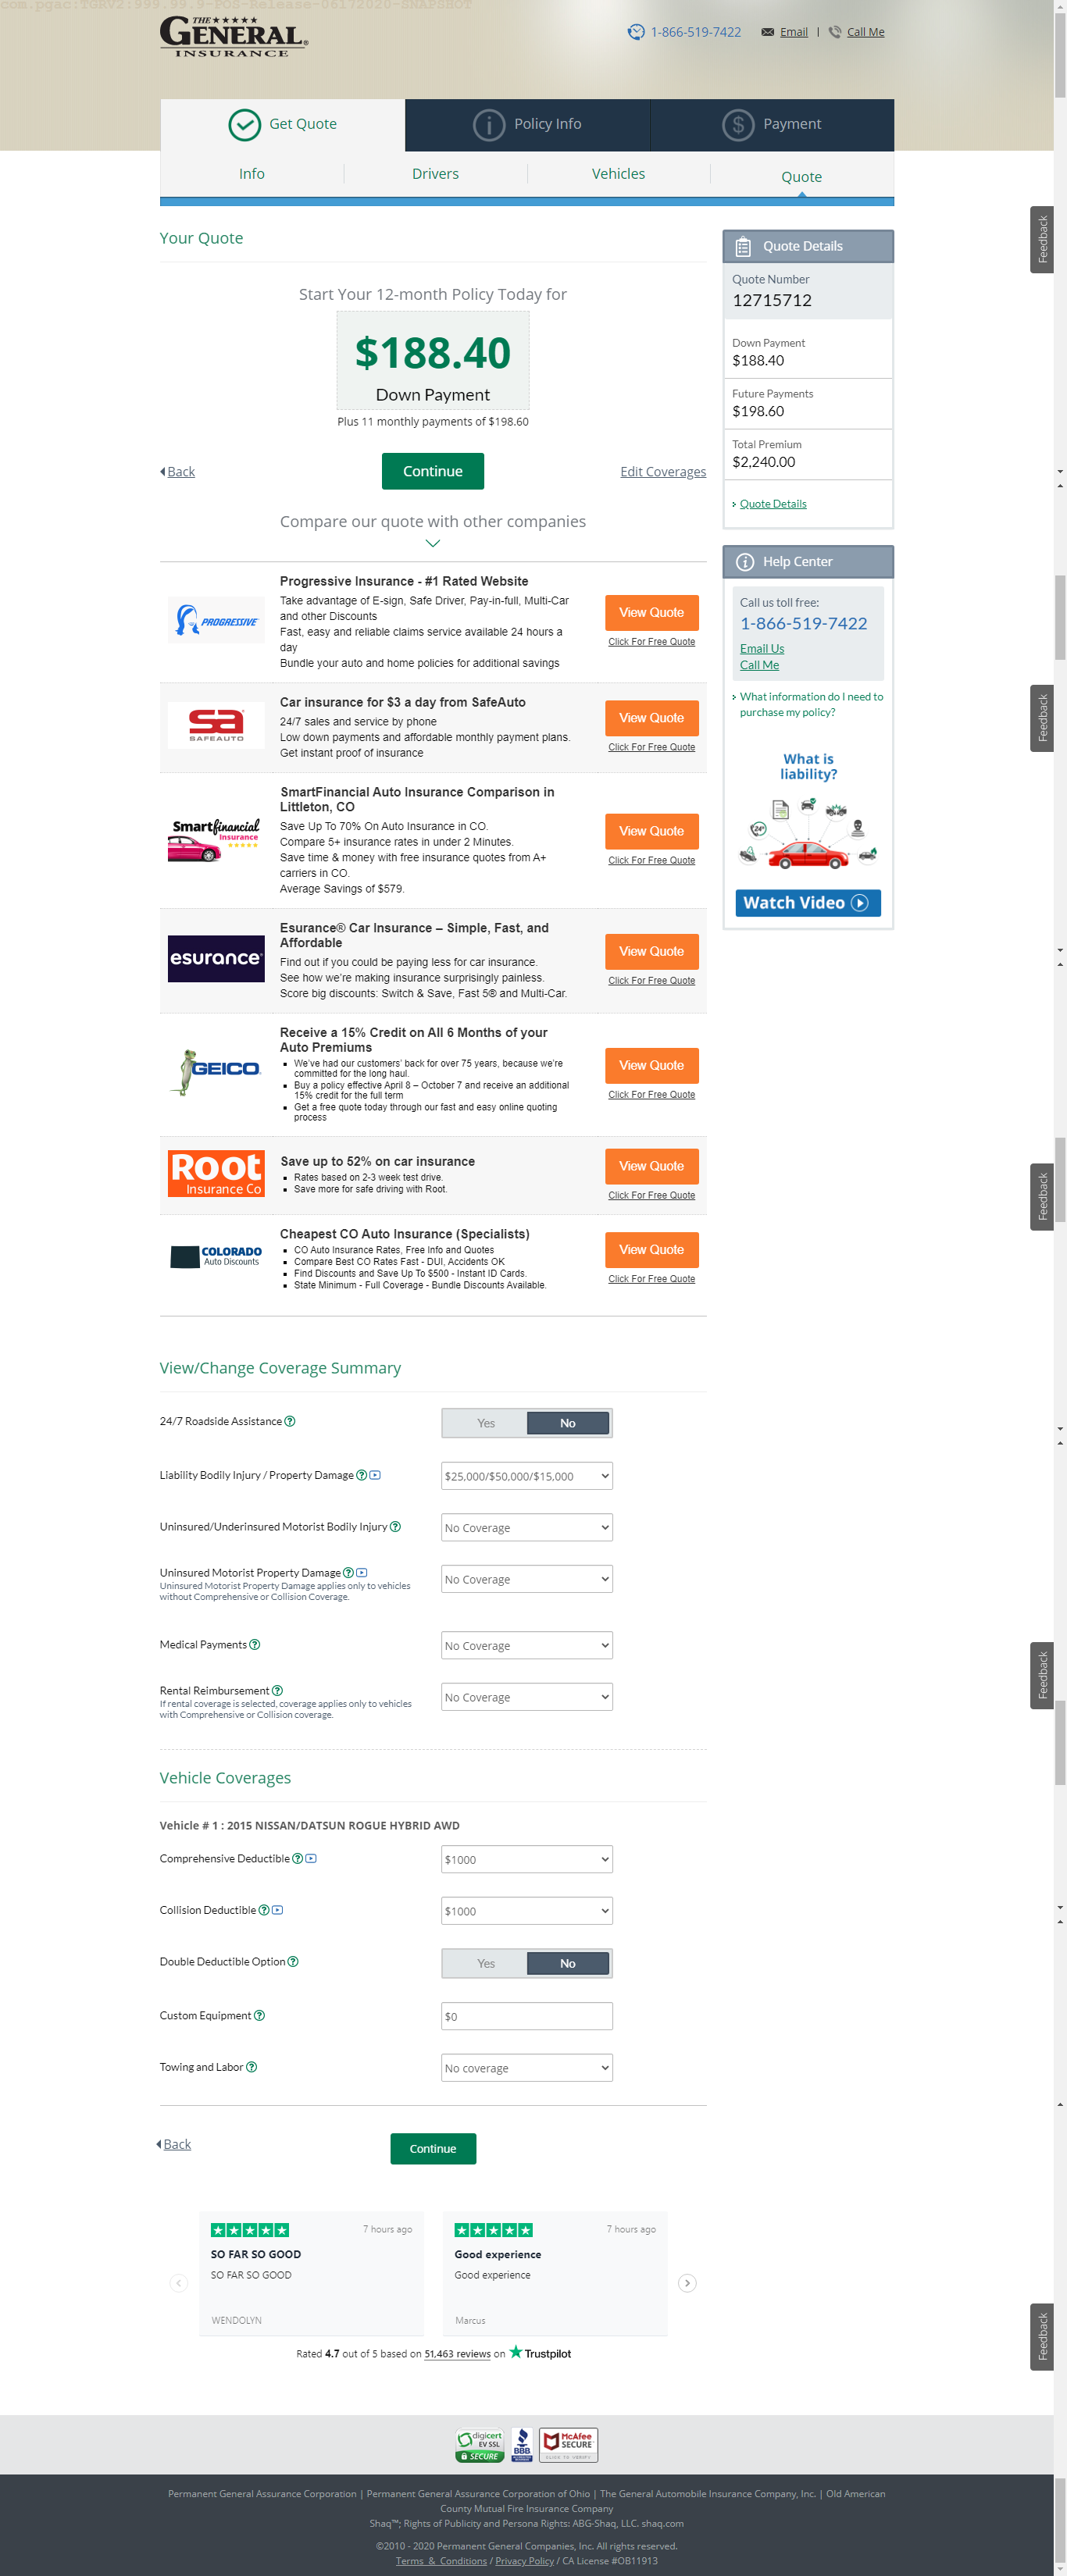 com.pgac:TGRV2:999.99.9-POS-Release-06172020-SNAPSHOT
THE
GENERAL
INSURANCE
1-866-519-7422
Email | Call Me
Get Quote
Policy Info
Payment
Info
Drivers
Vehicles
Quote
Your Quote
Start Your 12-month Policy Today for
$188.40
Down Payment
Plus 11 monthly payments of $198.60
Back
Continue
Edit Coverages
Quote Details
Quote Number
12715712
Down Payment
$188.40
Future Payments
$198.60
Total Premium
$2,240.00
Quote Details
Help Center
Call us toll free:
1-866-519-7422
Email Us
Call Me
What information do I need to
purchase my policy?
What is
liability?
24H
Watch Video
Feedback
Feedback
Feedback
Feedback
Feedback
Compare our quote with other companies
PROGRESSIVE
Progressive Insurance - #1 Rated Website
Take advantage of E-sign, Safe Driver, Pay-in-full, Multi-Car
and other Discounts
Fast, easy and reliable claims service available 24 hours a
day
Bundle your auto and home policies for additional savings
View Quote
Click For Free Quote
sa
SAFEAUTO
Car insurance for $3 a day from SafeAuto
24/7 sales and service by phone
Low down payments and affordable monthly payment plans.
Get instant proof of insurance
View Quote
Click For Free Quote
Smartfinancial
insurance
SmartFinancial Auto Insurance Comparison in
Littleton, CO
Save Up To 70% On Auto Insurance in CO.
Compare 5+ insurance rates in under 2 Minutes.
Save time & money with free insurance quotes from A+
carriers in CO.
Average Savings of $579.
View Quote
Click For Free Quote
esurance®
Esurance® Car Insurance – Simple, Fast, and
Affordable
Find out if you could be paying less for car insurance.
See how we're making insurance surprisingly painless.
Score big discounts: Switch & Save, Fast 5® and Multi-Car.
View Quote
Click For Free Quote
GEICO
Receive a 15% Credit on All 6 Months of your
Auto Premiums
We've had our customers' back for over 75 years, because we're
committed for the long haul.
Buy a policy effective April 8 – October 7 and receive an additional
15% credit for the full term
Get a free quote today through our fast and easy online quoting
process
View Quote
Click For Free Quote
Root
Insurance Co
Save up to 52% on car insurance
Rates based on 2-3 week test drive.
Save more for safe driving with Root.
View Quote
Click For Free Quote
COLORADO
Auto Discounts
Cheapest CO Auto Insurance (Specialists)
CO Auto Insurance Rates, Free Info and Quotes
Compare Best CO Rates Fast - DUI, Accidents OK
Find Discounts and Save Up To $500 - Instant ID Cards.
State Minimum - Full Coverage - Bundle Discounts Available.
View Quote
Click For Free Quote
View/Change Coverage Summary
24/7 Roadside Assistance
Yes No
Liability Bodily Injury / Property Damage
$25,000/$50,000/$15,000
Uninsured/Underinsured Motorist Bodily Injury
No Coverage
Uninsured Motorist Property Damage
Uninsured Motorist Property Damage applies only to vehicles
without Comprehensive or Collision Coverage.
No Coverage
Medical Payments
No Coverage
Rental Reimbursement
If rental coverage is selected, coverage applies only to vehicles
with Comprehensive or Collision coverage.
No Coverage
Vehicle Coverages
Vehicle # 1 : 2015 NISSAN/DATSUN ROGUE HYBRID AWD
Comprehensive Deductible
$1000
Collision Deductible
$1000
Double Deductible Option
Yes No
Custom Equipment
$0
Towing and Labor
No coverage
Back
Continue
7 hours ago
SO FAR SO GOOD
SO FAR SO GOOD
WENDOLYN
7 hours ago
Good experience
Good experience
Marcus
Rated 4.7 out of 5 based on 51,463 reviews on Trustpilot
digicert
EV SSL
SECURE
BBB
McAfee
SECURE
CLICK TO VERIFY
Permanent General Assurance Corporation | Permanent General Assurance Corporation of Ohio | The General Automobile Insurance Company, Inc. | Old American
County Mutual Fire Insurance Company
Shaq™; Rights of Publicity and Persona Rights: ABG-Shaq, LLC. shaq.com
©2010 - 2020 Permanent General Companies, Inc. All rights reserved.
Terms & Conditions / Privacy Policy / CA License #OB11913